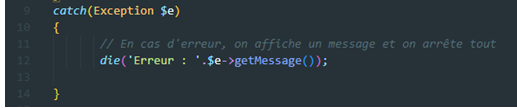 9 catch(Exception $e)
10 {
11 // En cas d'erreur, on affiche un message et on arrête tout
12 die('Erreur : '.$e->getMessage());
13
14 }